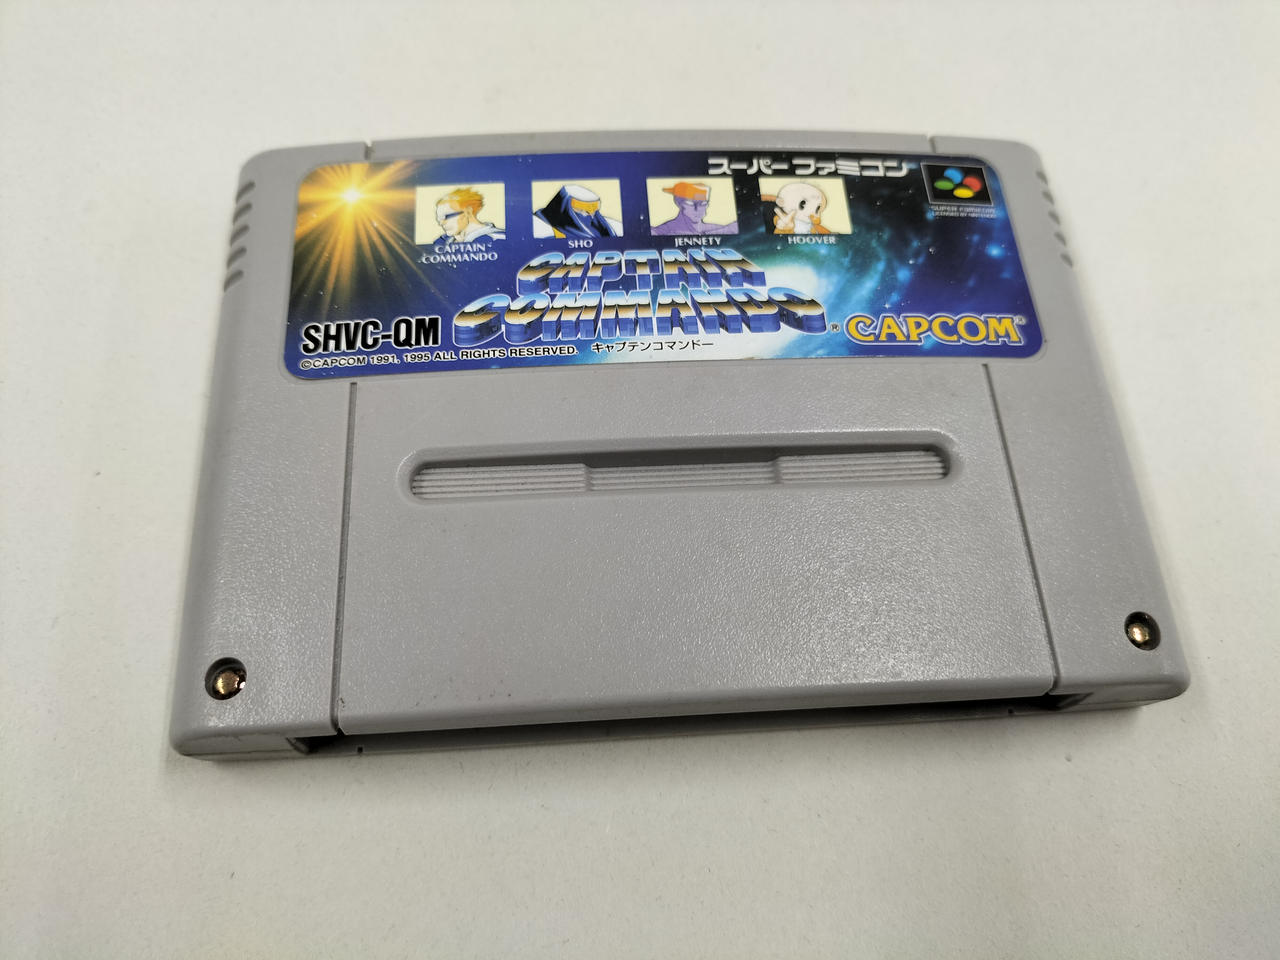 スーパーファミコン
SUPER FAMICOM
LICENSED BY NINTENDO
CAPTAIN
COMMANDO
SHO
JENNETY
HOOVER
CAPTAIN
COMMANDO®
SHVC-QM
CAPCOM®
©CAPCOM 1991, 1995 ALL RIGHTS RESERVED.
キャプテンコマンドー